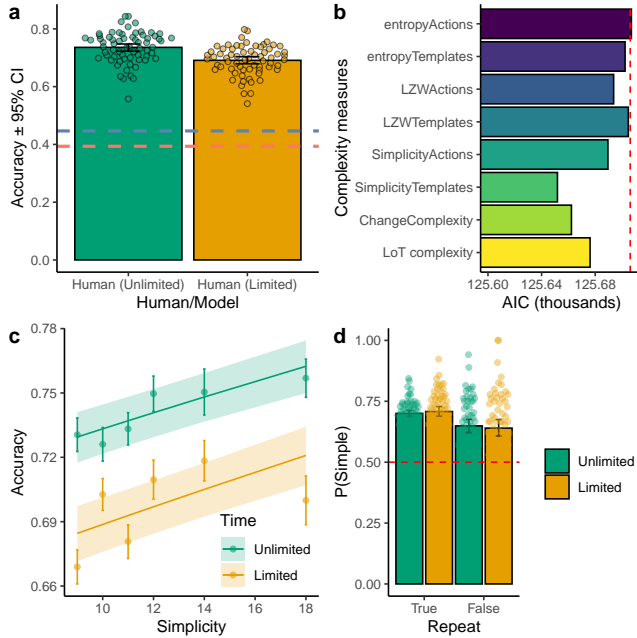 a
Accuracy ± 95% CI
0.8
0.6
0.4
0.2
0.0
Human (Unlimited)
Human (Limited)
Human/Model
b
Complexity measures
entropyActions
entropyTemplates
LZWActions
LZWTemplates
SimplicityActions
SimplicityTemplates
ChangeComplexity
LoT complexity
125.60
125.64
125.68
AIC (thousands)
c
Accuracy
0.78
0.75
0.72
0.69
0.66
10
12
14
16
18
Simplicity
Time
Unlimited
Limited
d
P(Simple)
1.00
0.75
0.50
0.25
0.00
True
False
Repeat
Unlimited
Limited